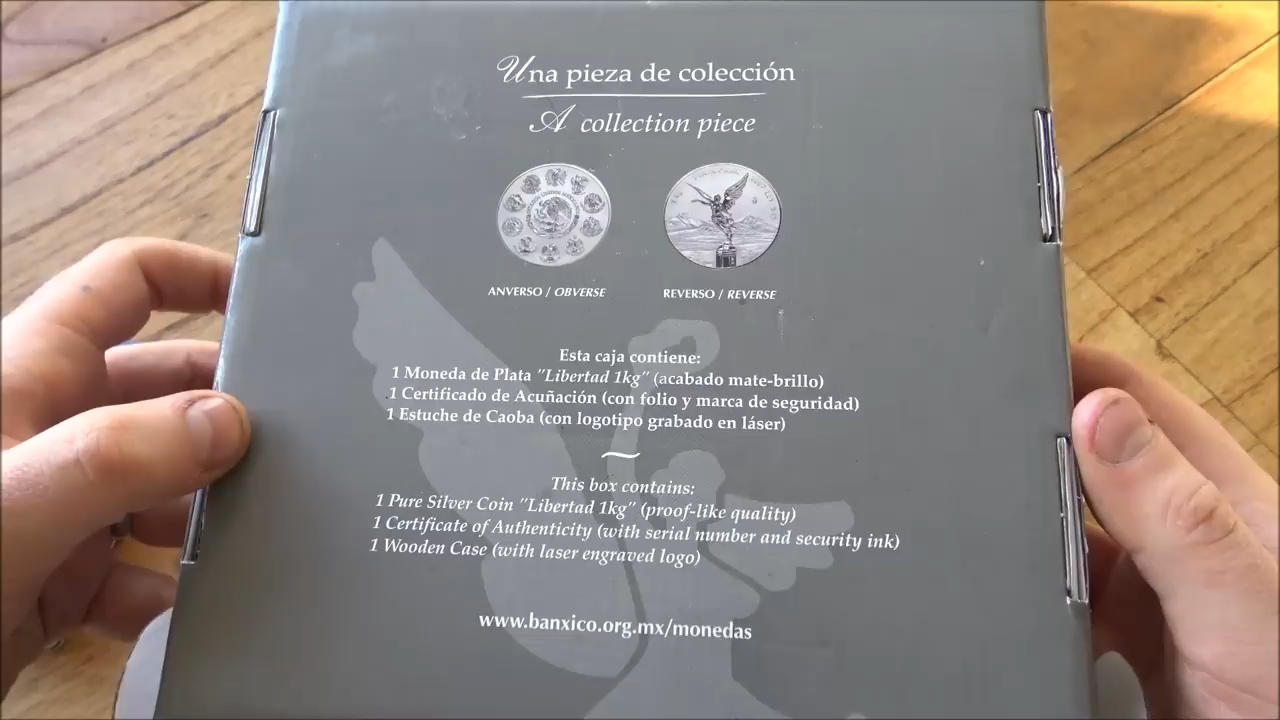 Una pieza de colección
A collection piece
ANVERSO / OBVERSE
REVERSO / REVERSE
Esta caja contiene:
1 Moneda de Plata "Libertad 1kg" (acabado mate-brillo)
1 Certificado de Acuñación (con folio y marca de seguridad)
1 Estuche de Caoba (con logotipo grabado en láser)
~
This box contains:
1 Pure Silver Coin "Libertad 1kg" (proof-like quality)
1 Certificate of Authenticity (with serial number and security ink)
1 Wooden Case (with laser engraved logo)
www.banxico.org.mx/monedas